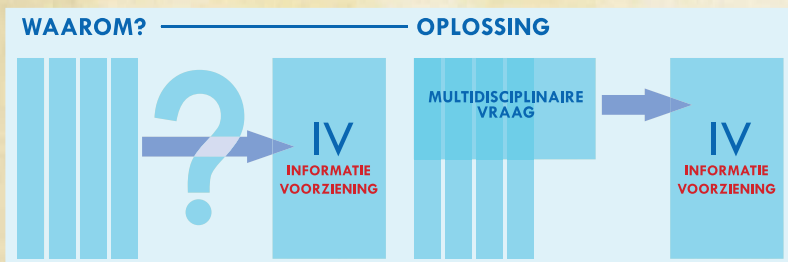 WAAROM?
OPLOSSING
?
IV
INFORMATIE
VOORZIENING
MULTIDISCIPLINAIRE
VRAAG
IV
INFORMATIE
VOORZIENING